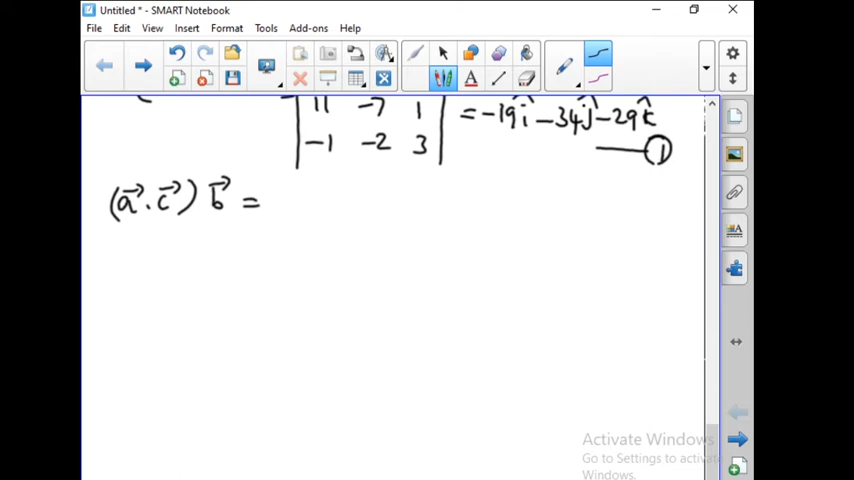 Untitled * - SMART Notebook
File Edit View Insert Format Tools Add-ons Help
11 -7 1 = -19î - 34ĵ - 29k̂
-1 -2 3 —①
(a⃗.c⃗) b⃗ =
Activate Windows
Go to Settings to activate
Windows.